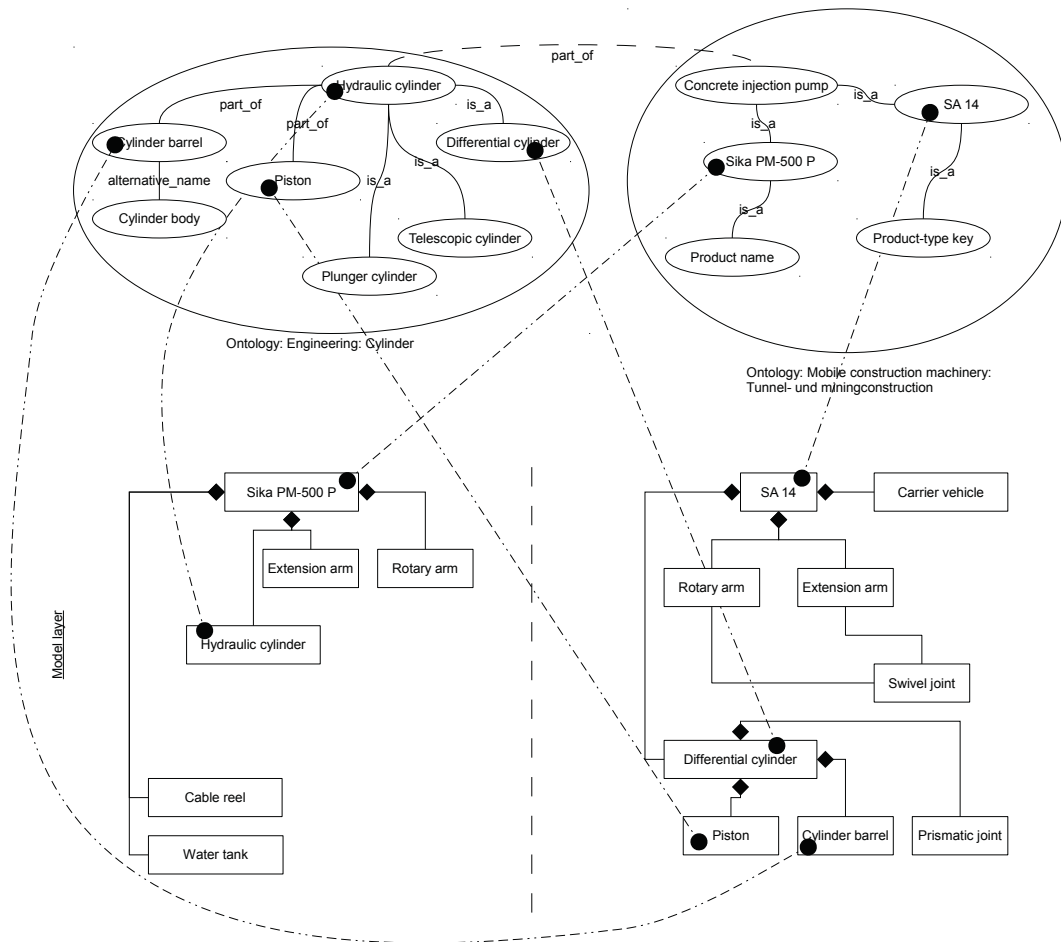 part_of
Hydraulic cylinder
Concrete injection pump
is_a
is_a
SA 14
part_of
part_of
is_a
Cylinder barrel
Differential cylinder
is_a
Sika PM-500 P
is_a
is_a
alternative_name
Piston
is_a
is_a
Cylinder body
Telescopic cylinder
Product-type key
Product name
Plunger cylinder
Ontology: Engineering: Cylinder
Ontology: Mobile construction machinery:
Tunnel- und miningconstruction
Sika PM-500 P
SA 14
Carrier vehicle
Extension arm
Rotary arm
Rotary arm
Extension arm
Model layer
Hydraulic cylinder
Swivel joint
Differential cylinder
Cable reel
Piston
Cylinder barrel
Prismatic joint
Water tank